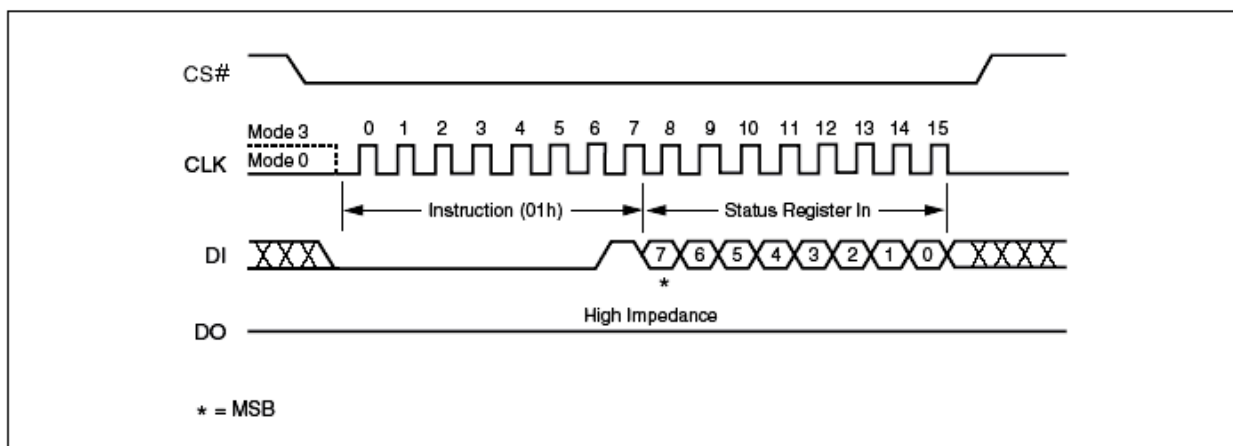 CS#
Mode 3 0 1 2 3 4 5 6 7 8 9 10 11 12 13 14 15
CLK Mode 0
Instruction (01h) Status Register In
DI 7 6 5 4 3 2 1 0
*
High Impedance
DO
* = MSB